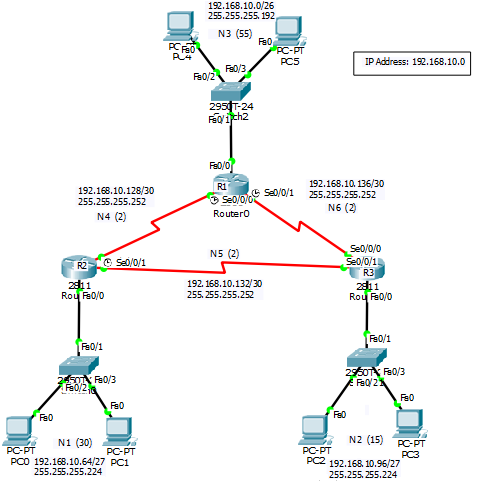 192.168.10.0/26
255.255.255.192
N3 (55)
PC4
Fa0
Fa0
PC-PT
PC5
IP Address: 192.168.10.0
Fa0/2
Fa0/3
2950T-24
Switch2
Fa0/1
Fa0/0
R1
Se0/0/1
Se0/0/0
Router0
192.168.10.128/30
255.255.255.252
N4 (2)
192.168.10.136/30
255.255.255.252
N6 (2)
N5 (2)
Se0/0/0
R2
Se0/0/1
Se0/0/1
R3
2811
Fa0/0
192.168.10.132/30
255.255.255.252
2811
Fa0/0
Fa0/1
Fa0/3
Fa0/2
Fa0
Fa0
PC-PT
PC0
N1 (30)
PC-PT
PC1
192.168.10.64/27
255.255.255.224
Fa0/1
Fa0/3
Fa0/2
Fa0
Fa0
PC-PT
PC2
N2 (15)
PC-PT
PC3
192.168.10.96/27
255.255.255.224